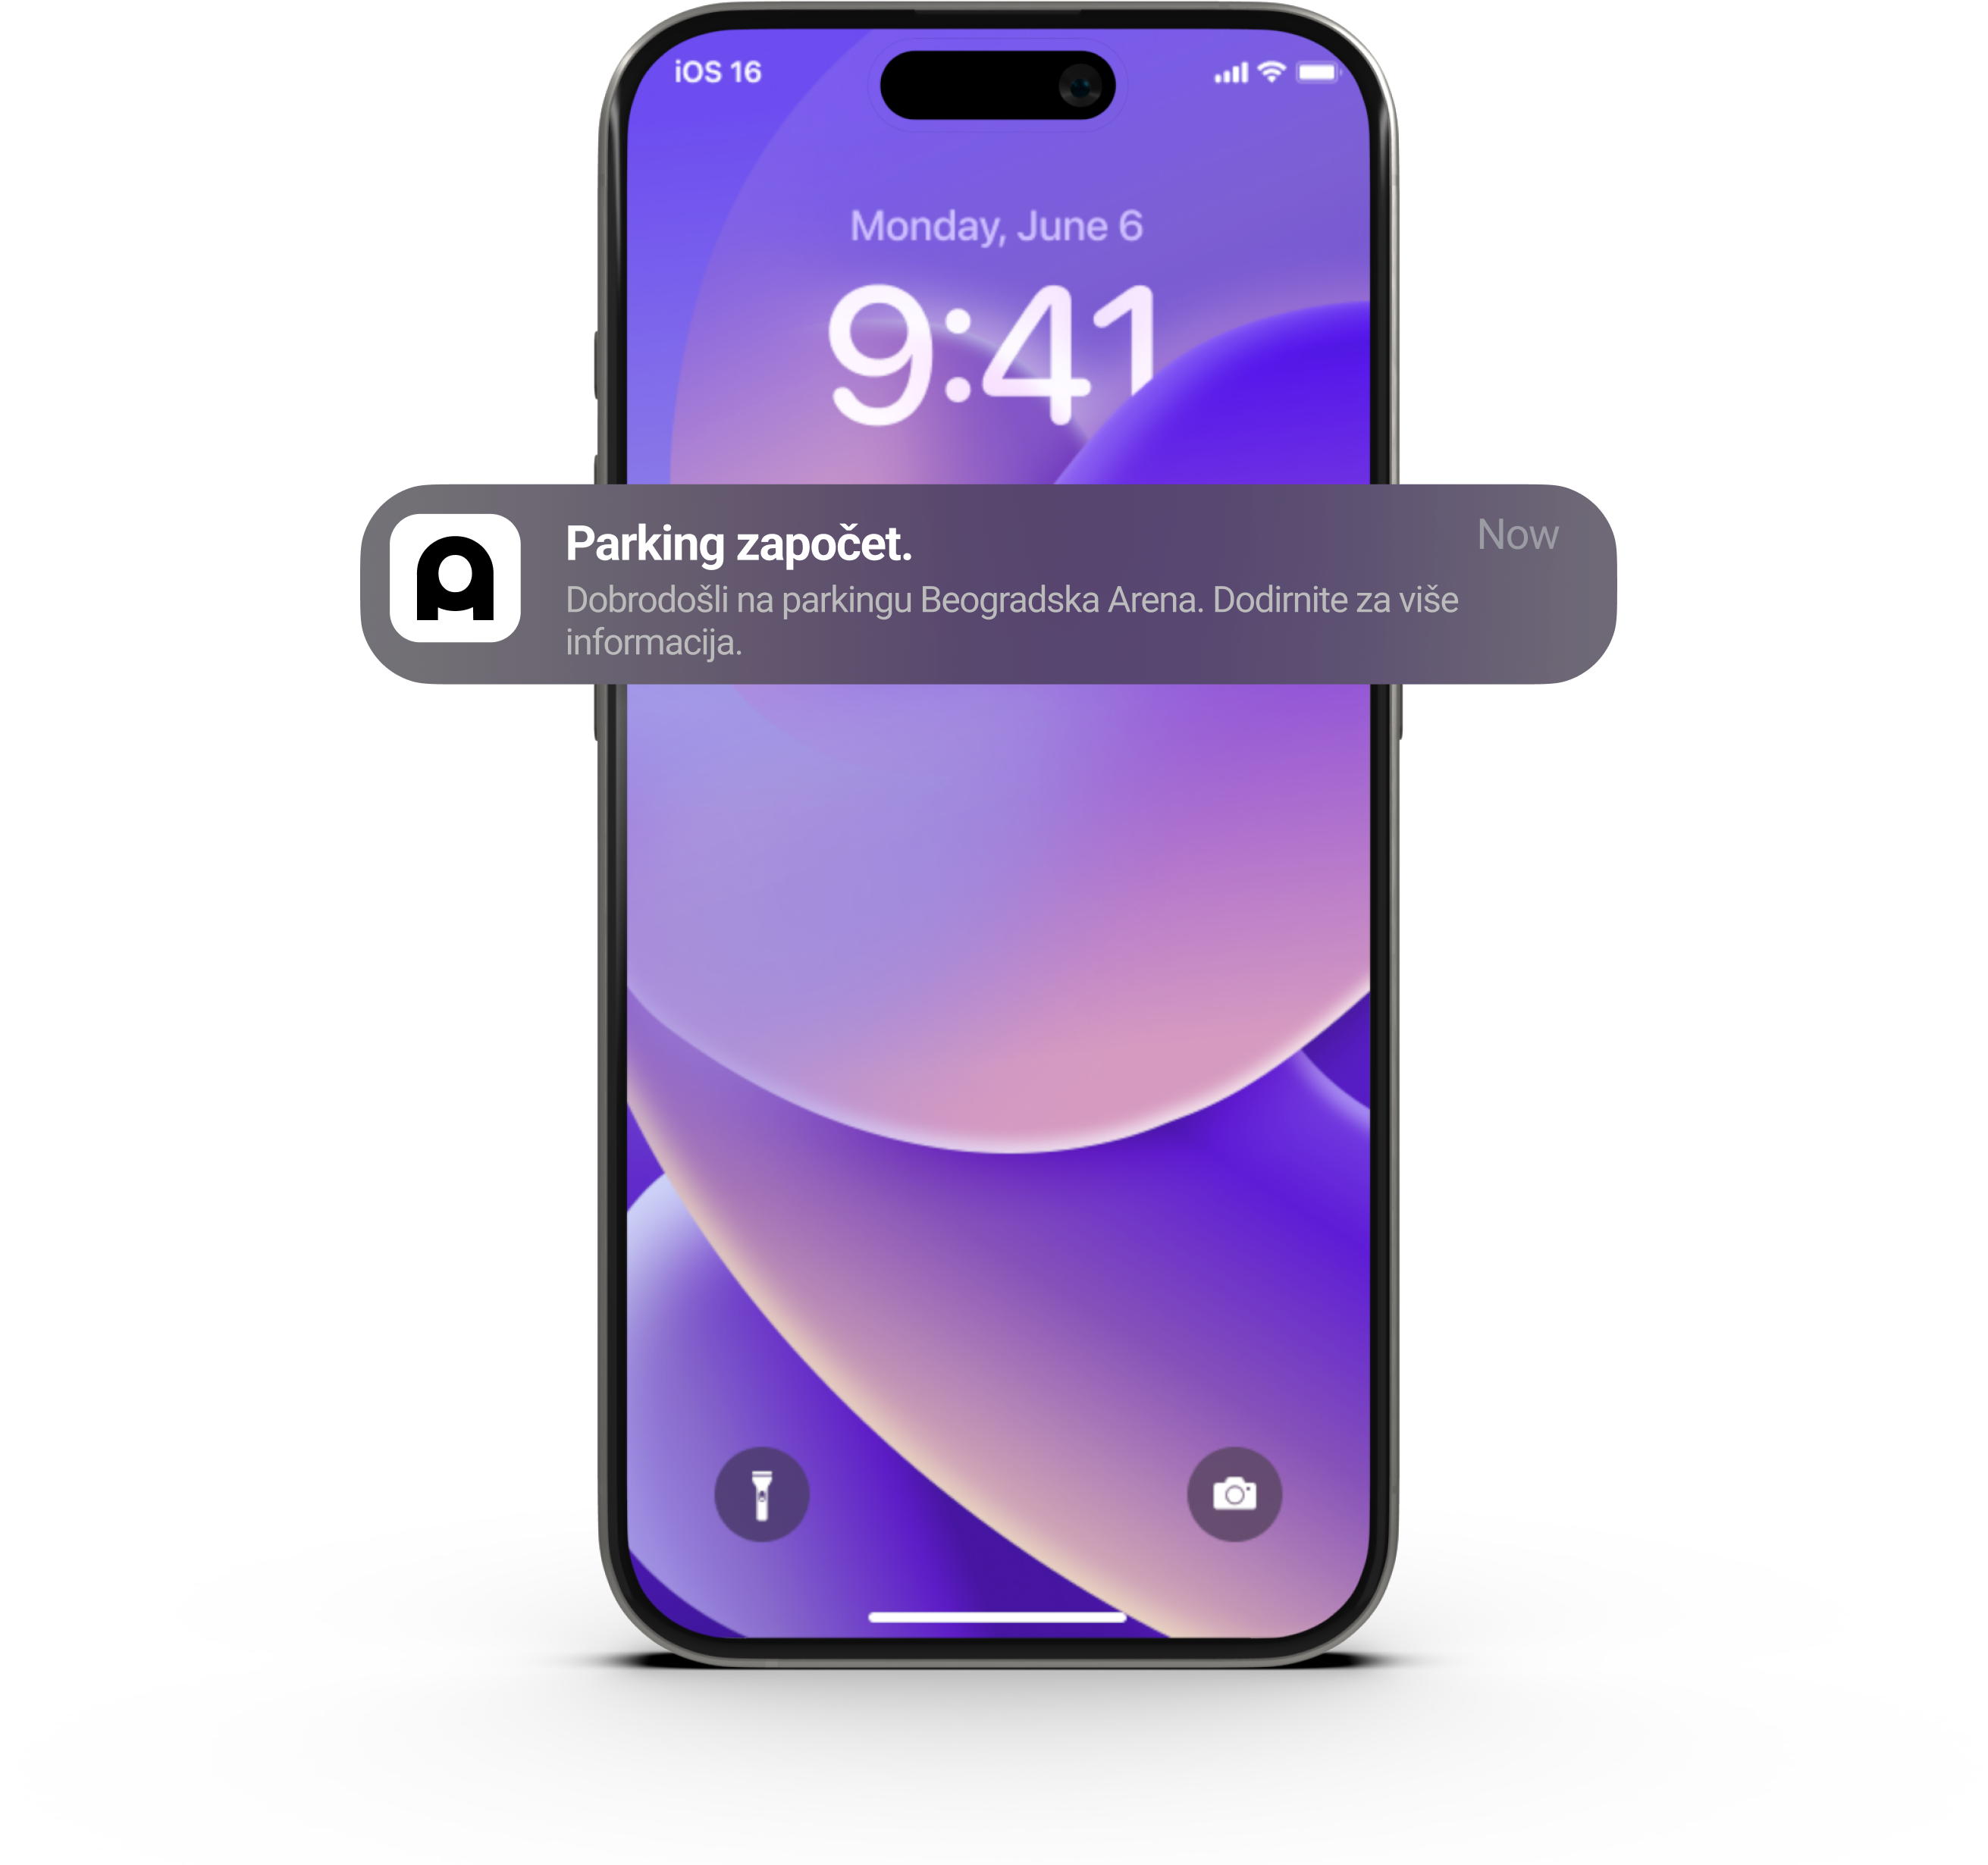 iOS 16
Monday, June 6
9:41
Parking započet.
Now
Dobrodošli na parkingu Beogradska Arena. Dodirnite za više
informacija.